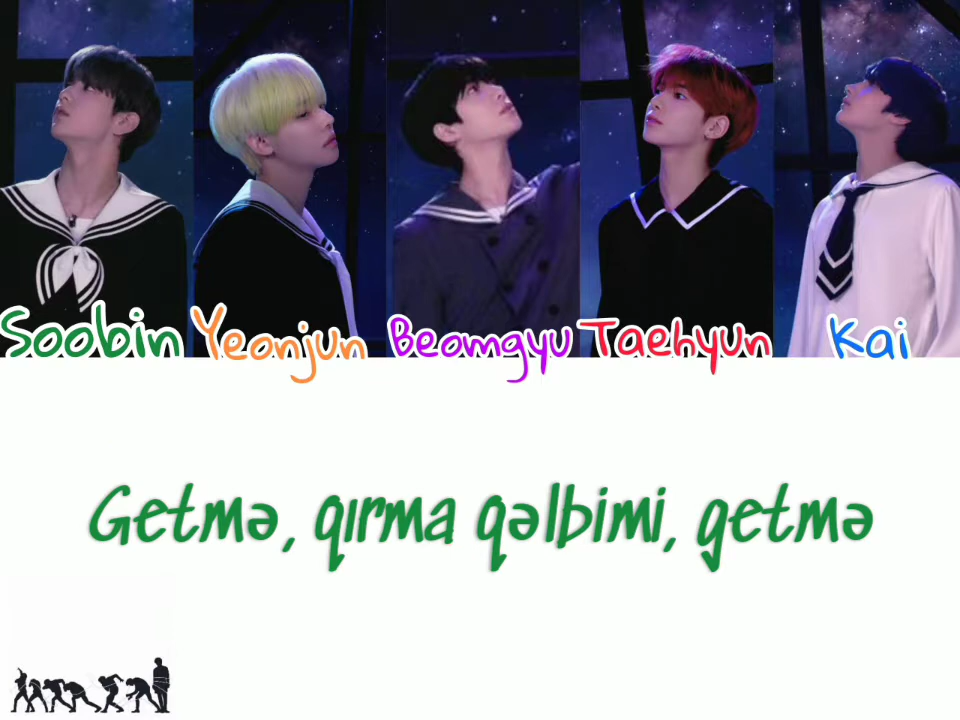 Soobin Yeonjun Beomgyu Taehyun Kai
Getmə, qırma qəlbimi, getmə